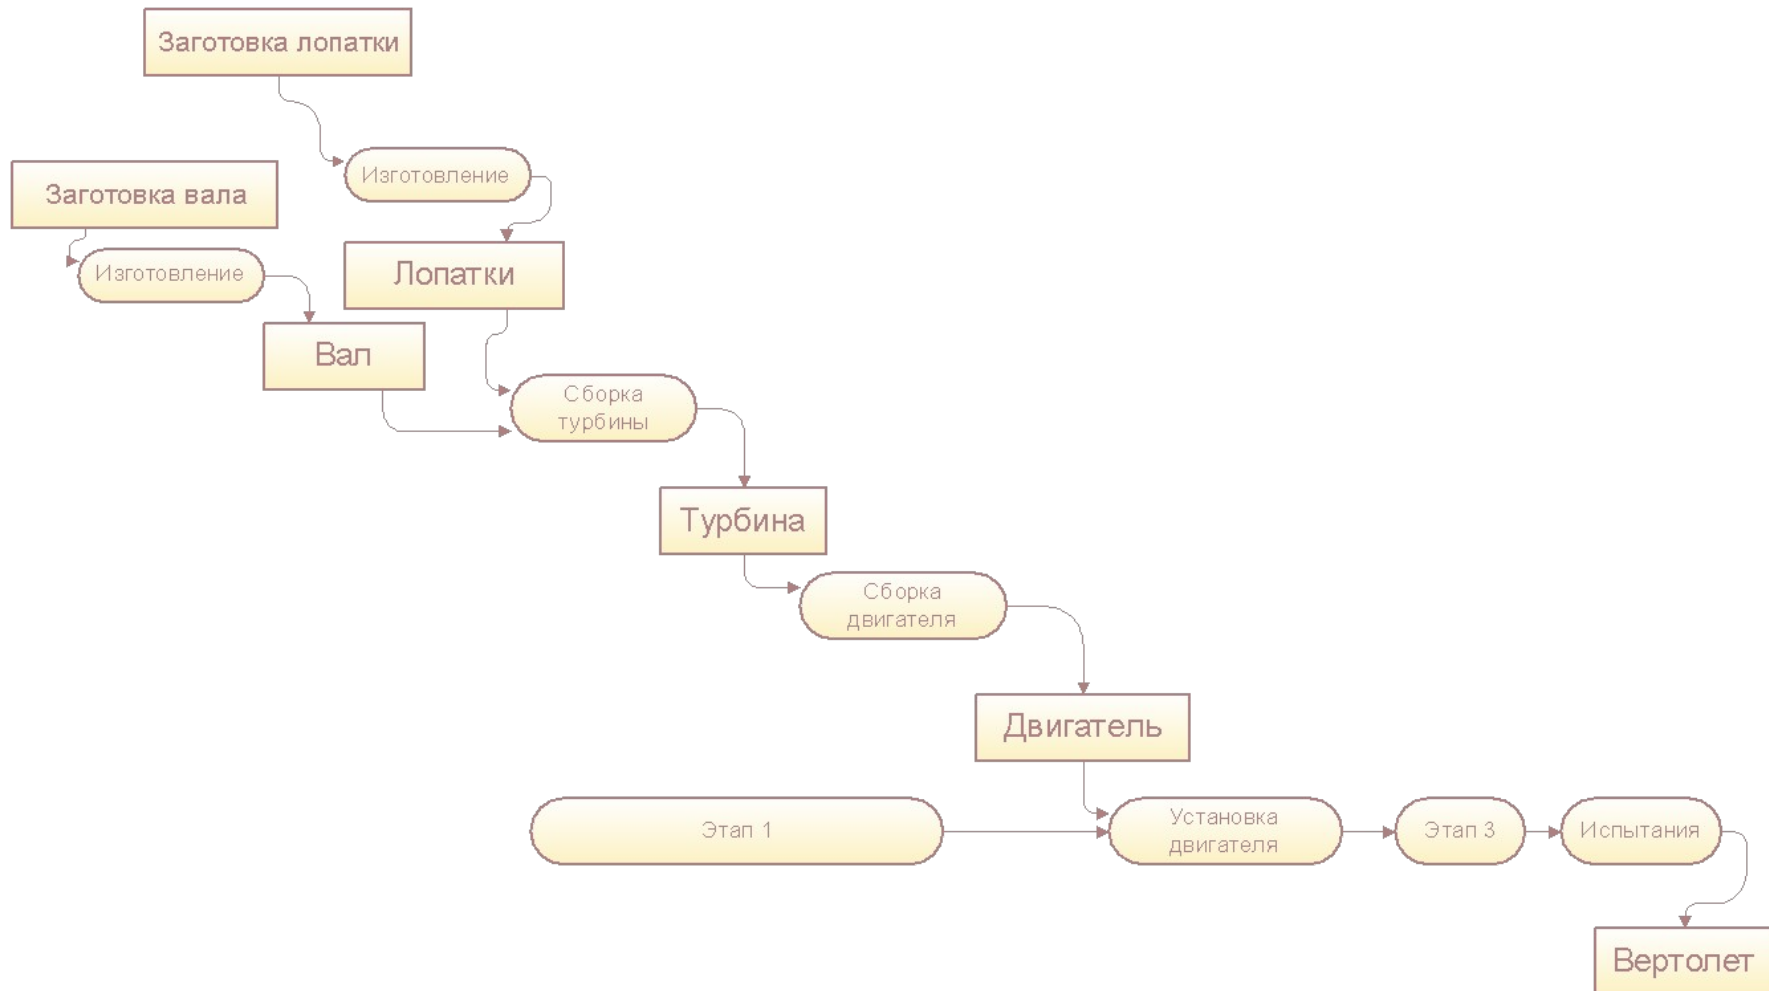 Заготовка лопатки
Изготовление
Заготовка вала
Изготовление
Лопатки
Вал
Сборка
турбины
Турбина
Сборка
двигателя
Двигатель
Этап 1
Установка
двигателя
Этап 3
Испытания
Вертолет